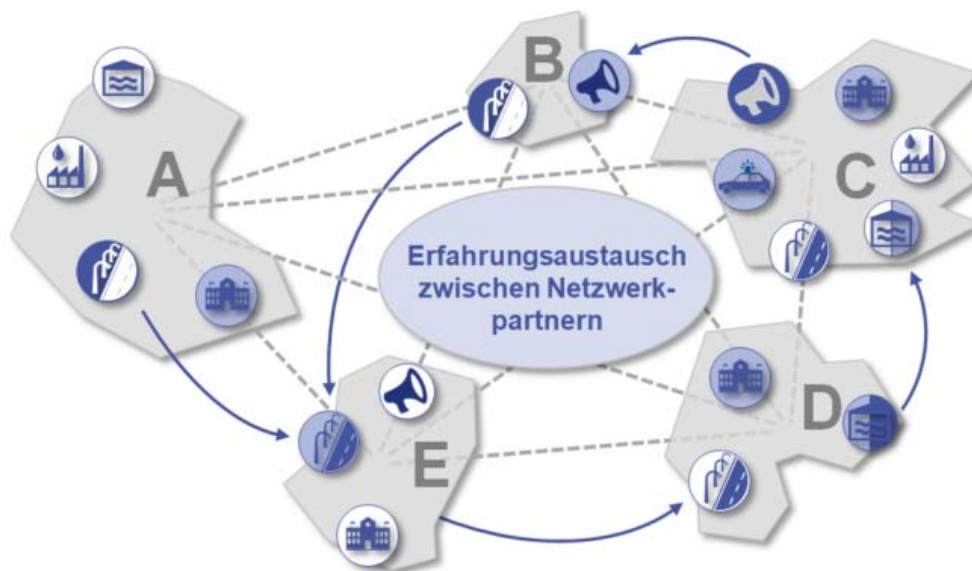 A
B
C
Erfahrungsaustausch
zwischen Netzwerk-
partnern
D
E